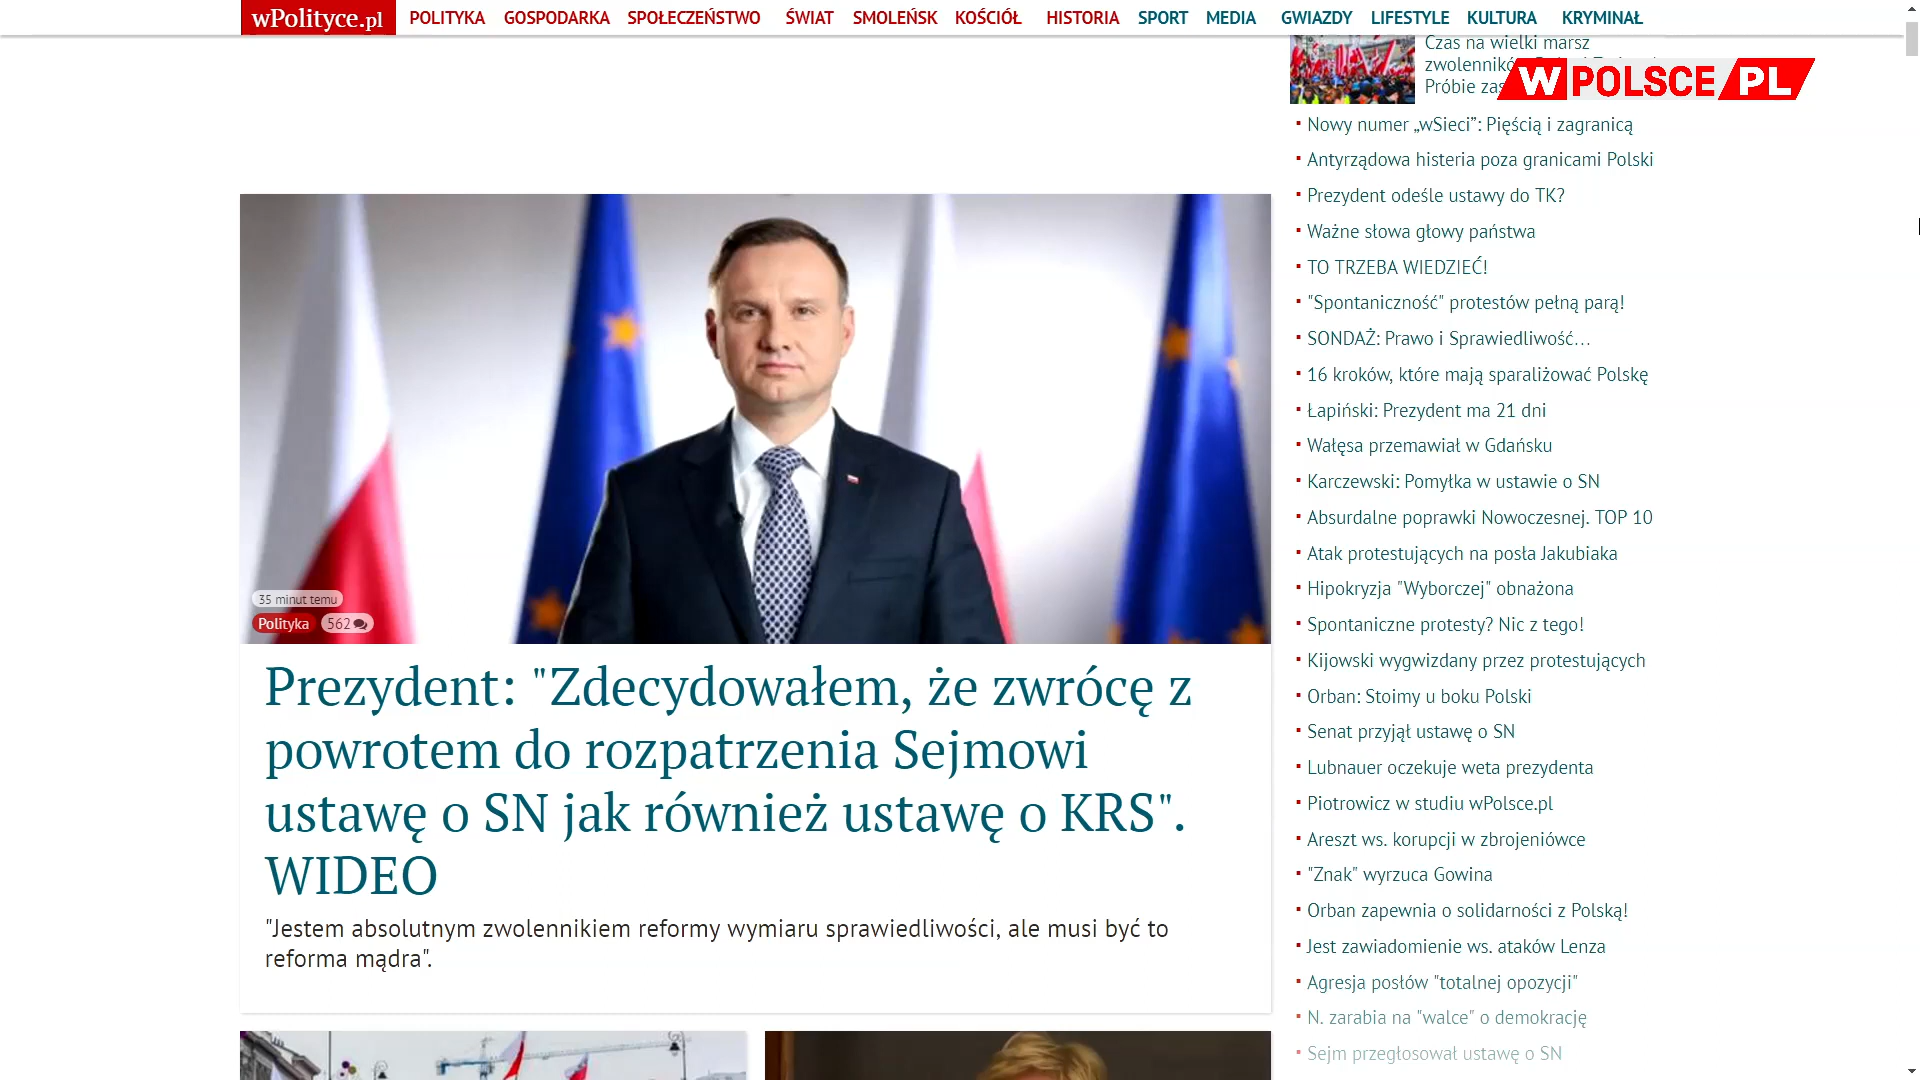 wPolityce.pl POLITYKA GOSPODARKA SPOŁECZEŃSTWO ŚWIAT SMOLEŃSK KOŚCIÓŁ HISTORIA SPORT MEDIA GWIAZDY LIFESTYLE KULTURA KRYMINAŁ
Czas na wielki marsz
zwolenników
Próbie
WPOLSCE PL
Nowy numer „wSieci”: Pięścią i zagranicą
Antyrządowa histeria poza granicami Polski
Prezydent odeśle ustawy do TK?
Ważne słowa głowy państwa
TO TRZEBA WIEDZIEĆ!
"Spontaniczność" protestów pełną parą!
SONDAŻ: Prawo i Sprawiedliwość...
16 kroków, które mają sparaliżować Polskę
Łapiński: Prezydent ma 21 dni
Wałęsa przemawiał w Gdańsku
Karczewski: Pomyłka w ustawie o SN
Absurdalne poprawki Nowoczesnej. TOP 10
Atak protestujących na posła Jakubiaka
Hipokryzja "Wyborczej" obnażona
Spontaniczne protesty? Nic z tego!
Kijowski wygwizdany przez protestujących
Orban: Stoimy u boku Polski
Senat przyjął ustawę o SN
Lubnauer oczekuje weta prezydenta
Piotrowicz w studiu wPolsce.pl
Areszt ws. korupcji w zbrojeniówce
"Znak" wyrzuca Gowina
Orban zapewnia o solidarności z Polską!
Jest zawiadomienie ws. ataków Lenza
Agresja posłów "totalnej opozycji"
N. zarabia na "walce" o demokrację
Sejm przegłosował ustawę o SN
35 minut temu
Polityka 562
Prezydent: "Zdecydowałem, że zwrócę z
powrotem do rozpatrzenia Sejmowi
ustawę o SN jak również ustawę o KRS".
WIDEO
"Jestem absolutnym zwolennikiem reformy wymiaru sprawiedliwości, ale musi być to
reforma mądra".